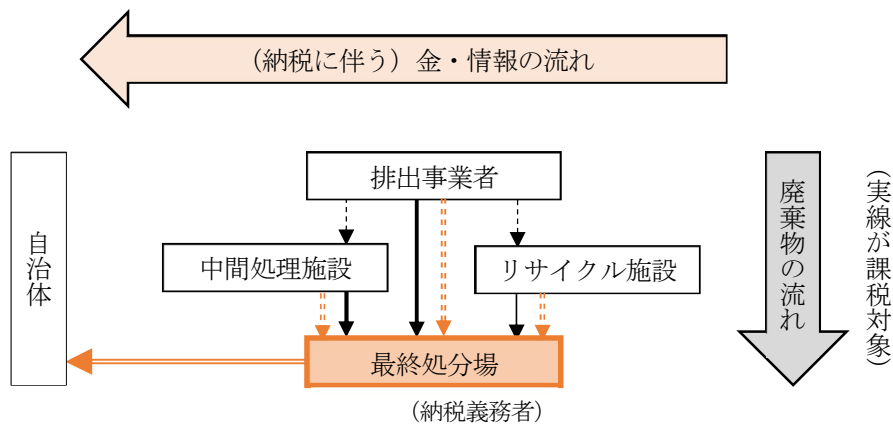 (納税に伴う) 金・情報の流れ
排出事業者
自治体
中間処理施設
リサイクル施設
廃棄物の流れ
(実線が課税対象)
最終処分場
(納税義務者)